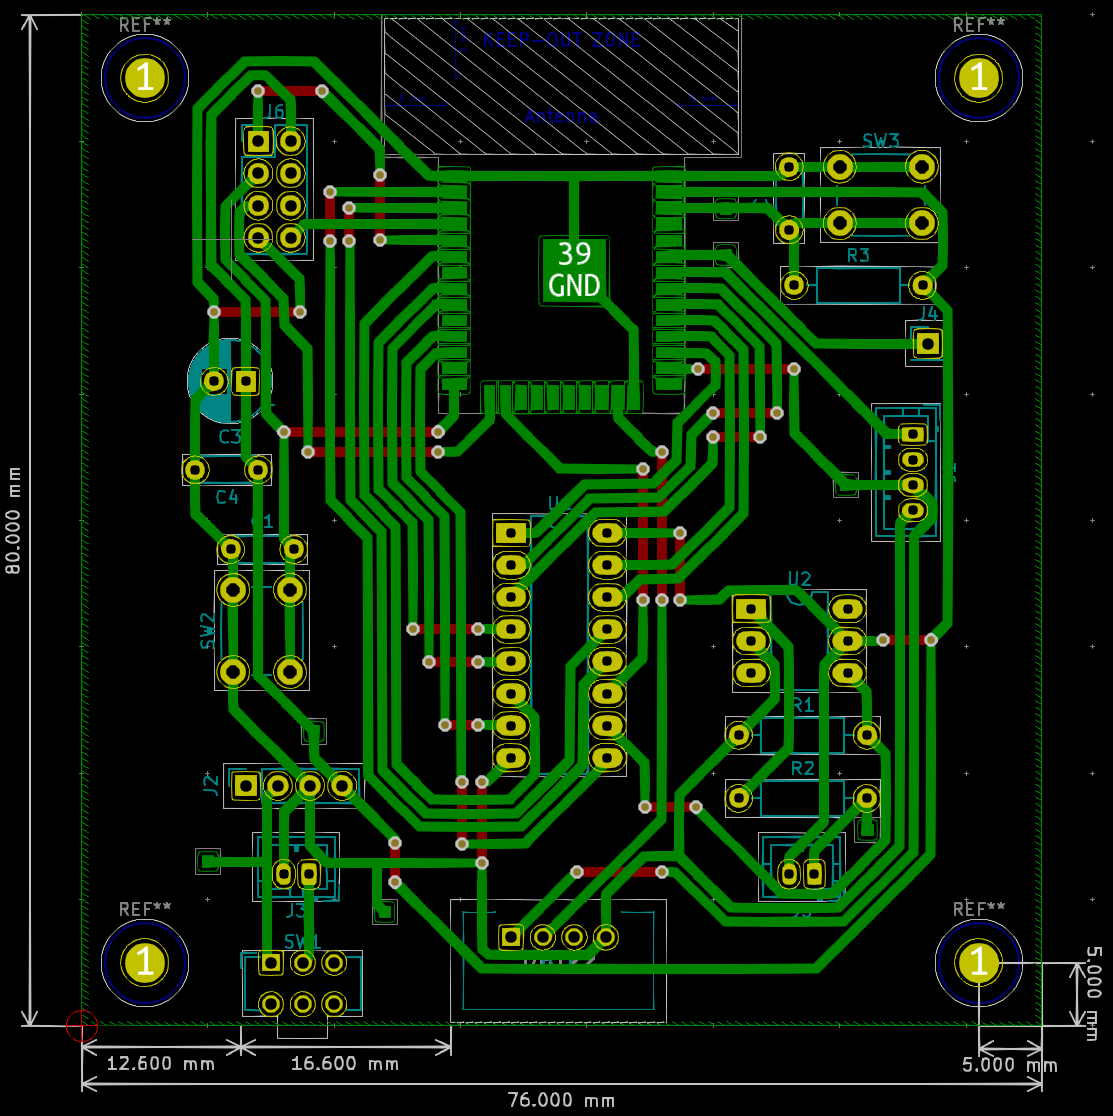 REF**
REF**
1
1
KEEP-OUT ZONE
Antenna
J6
SW3
39
GND
R3
J4
C3
C4
C1
SW2
U2
R1
R2
J2
J3
SW1
REF**
REF**
1
1
80.000 mm
5.000 mm
12.600 mm
16.600 mm
5.000 mm
76.000 mm